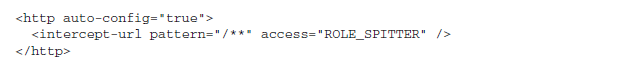 <http auto-config="true">
  <intercept-url pattern="/**" access="ROLE_SPITTER" />
</http>